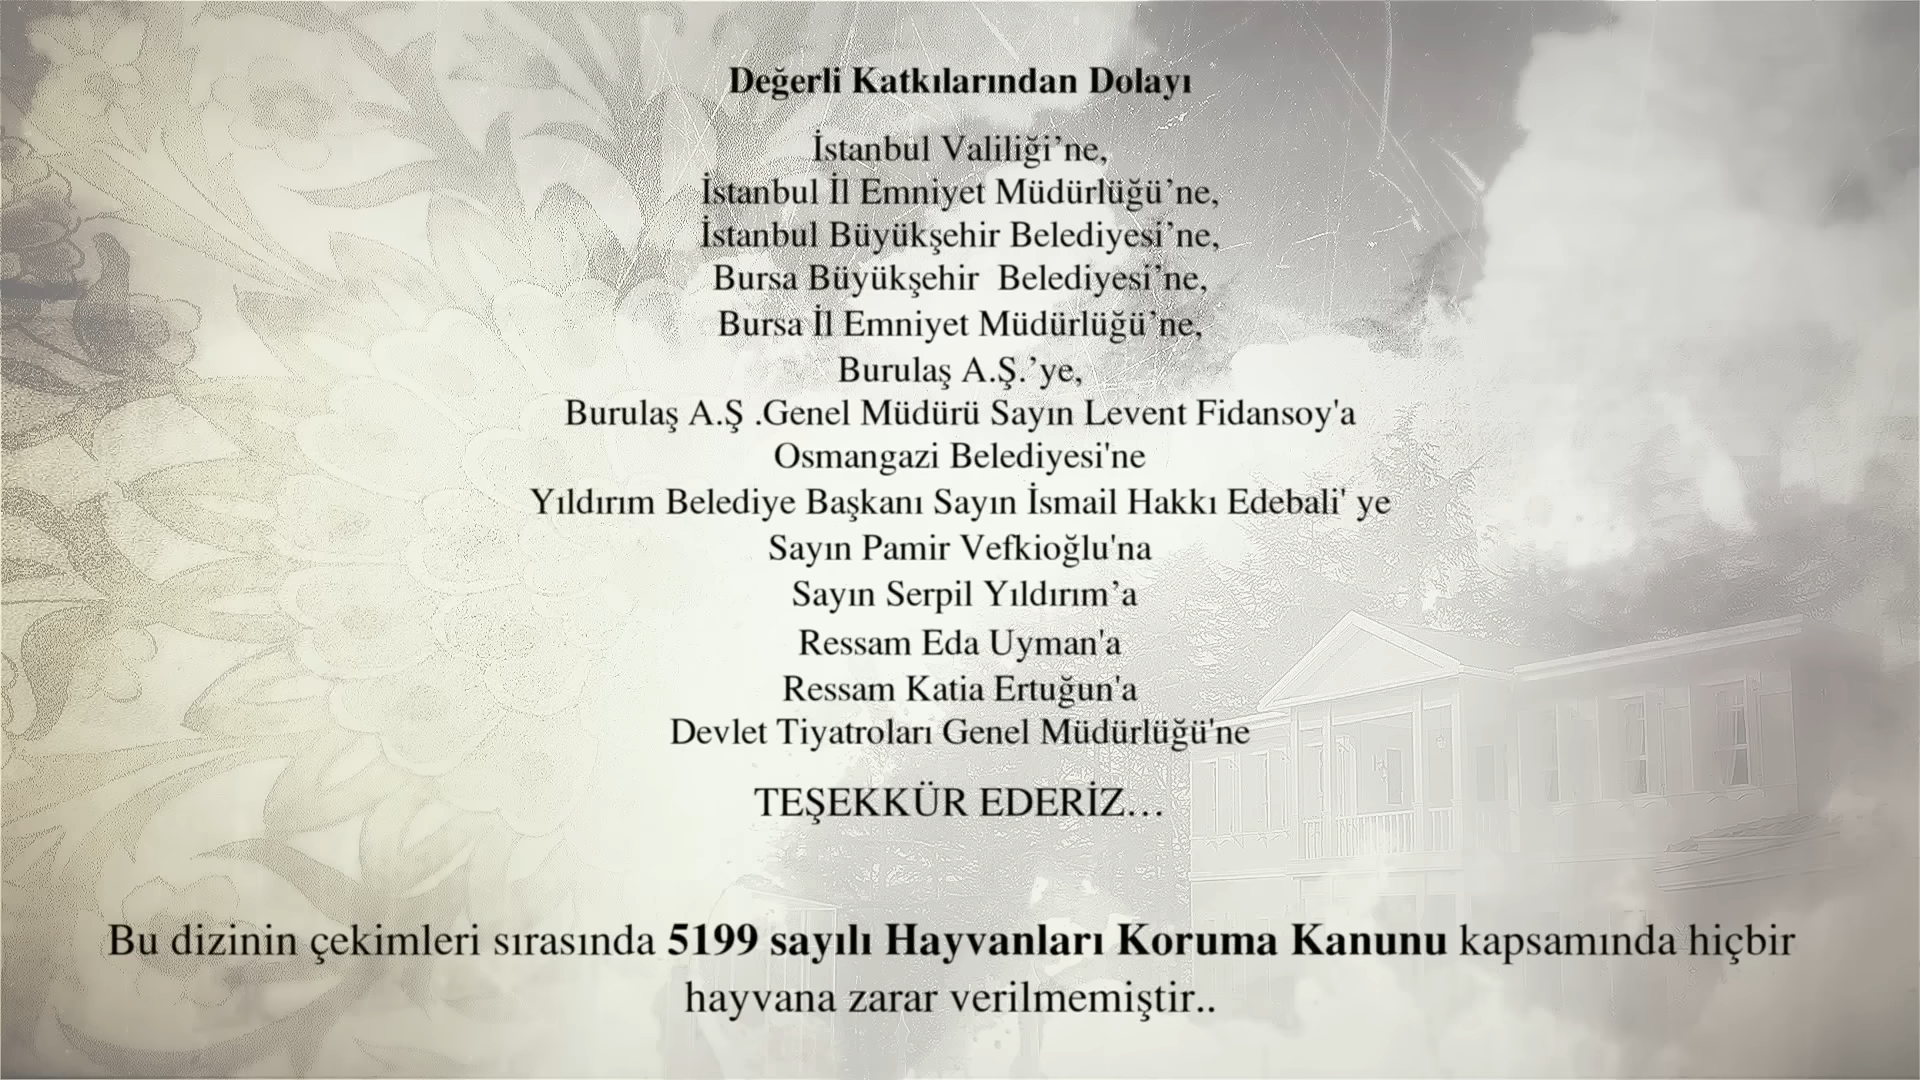 Değerli Katkılarından Dolayı
İstanbul Valiliği’ne,
İstanbul İl Emniyet Müdürlüğü’ne,
İstanbul Büyükşehir Belediyesi’ne,
Bursa Büyükşehir  Belediyesi’ne,
Bursa İl Emniyet Müdürlüğü’ne,
Burulaş A.Ş.’ye,
Burulaş A.Ş .Genel Müdürü Sayın Levent Fidansoy'a
Osmangazi Belediyesi'ne
Yıldırım Belediye Başkanı Sayın İsmail Hakkı Edebali' ye
Sayın Pamir Vefkioğlu'na
Sayın Serpil Yıldırım’a
Ressam Eda Uyman'a
Ressam Katia Ertuğun'a
Devlet Tiyatroları Genel Müdürlüğü'ne
TEŞEKKÜR EDERİZ…
Bu dizinin çekimleri sırasında 5199 sayılı Hayvanları Koruma Kanunu kapsamında hiçbir
hayvana zarar verilmemiştir..